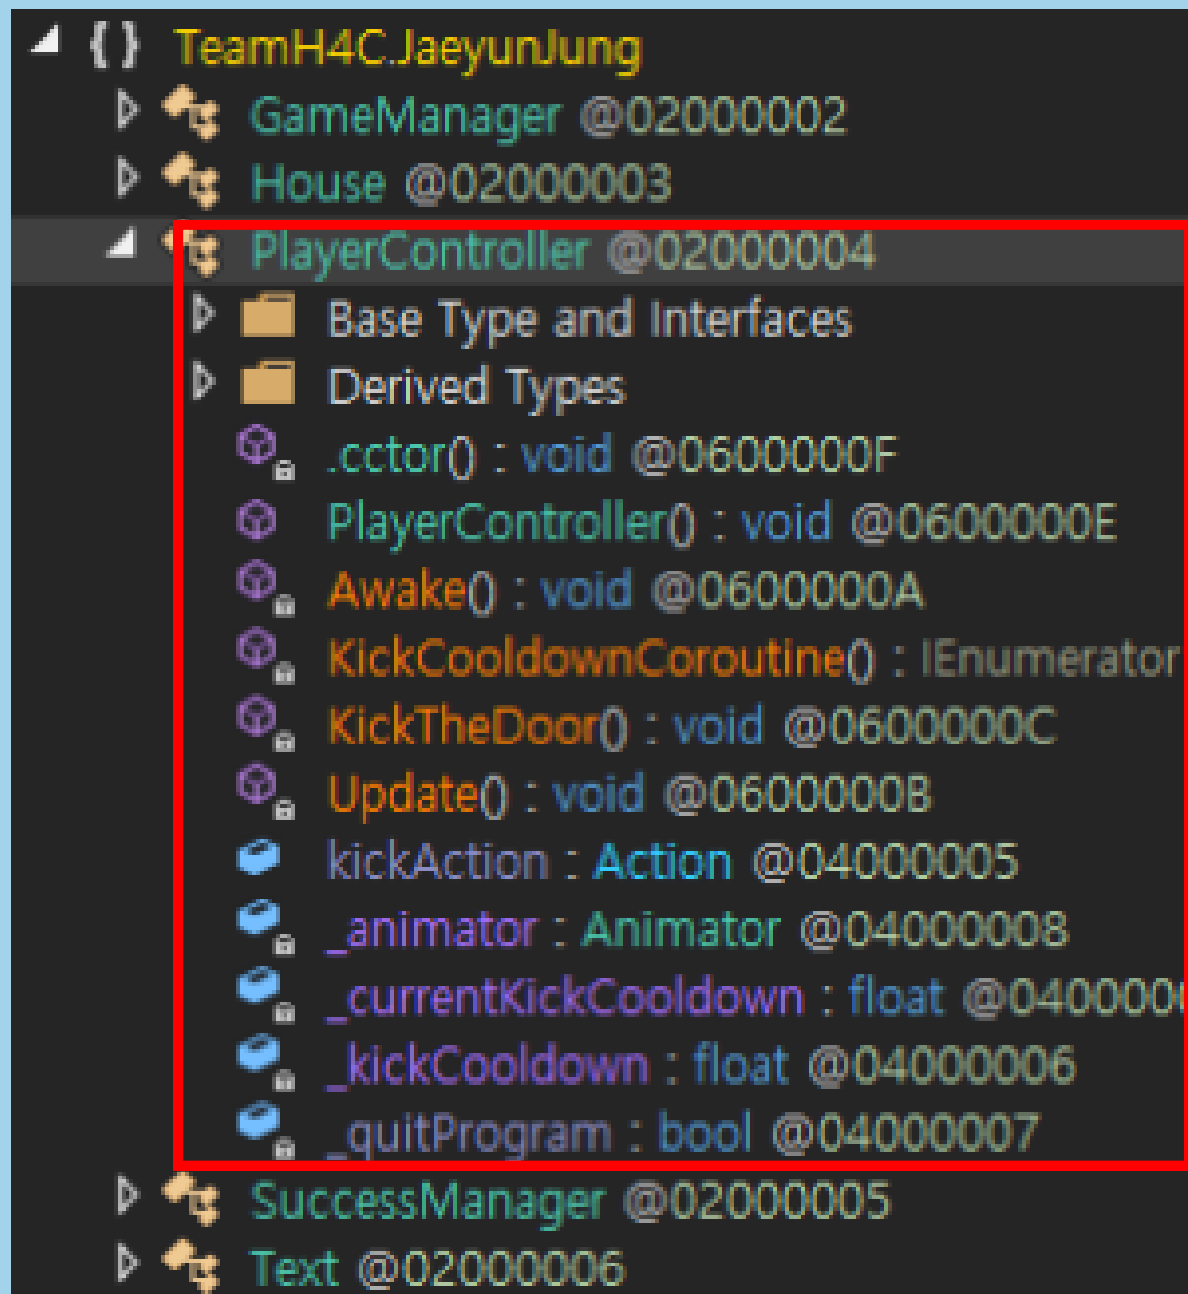 { } TeamH4C.JaeyunJung
GameManager @02000002
House @02000003
PlayerController @02000004
Base Type and Interfaces
Derived Types
.cctor() : void @0600000F
PlayerController() : void @0600000E
Awake() : void @0600000A
KickCooldownCoroutine() : IEnumerator
KickTheDoor() : void @0600000C
Update() : void @0600000B
kickAction : Action @04000005
_animator : Animator @04000008
_currentKickCooldown : float @0400000
_kickCooldown : float @04000006
_quitProgram : bool @04000007
SuccessManager @02000005
Text @02000006